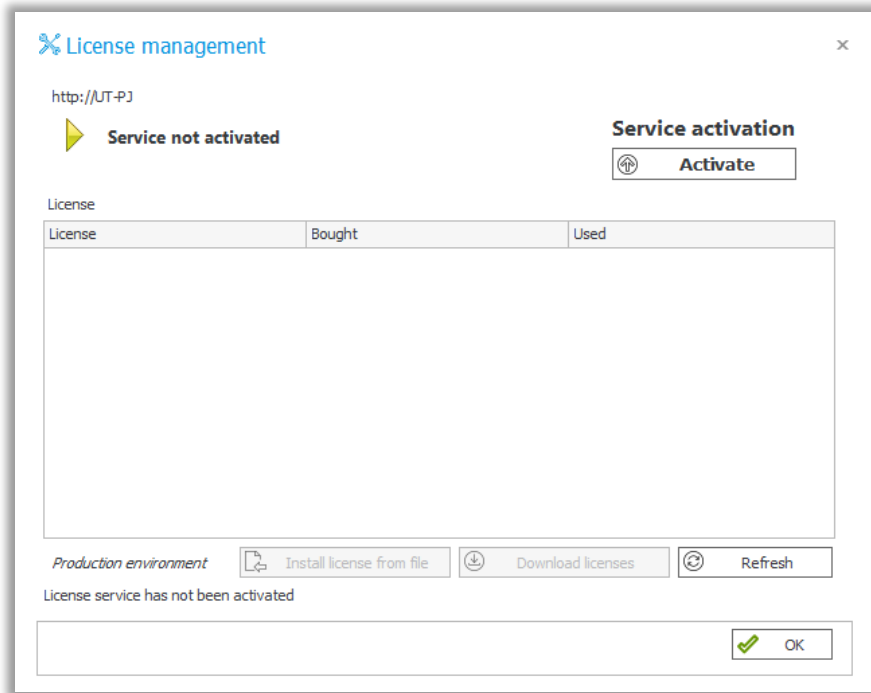 License management
http://UT-PJ
Service not activated
Service activation
Activate
License
License Bought Used
Production environment Install license from file Download licenses Refresh
License service has not been activated
OK